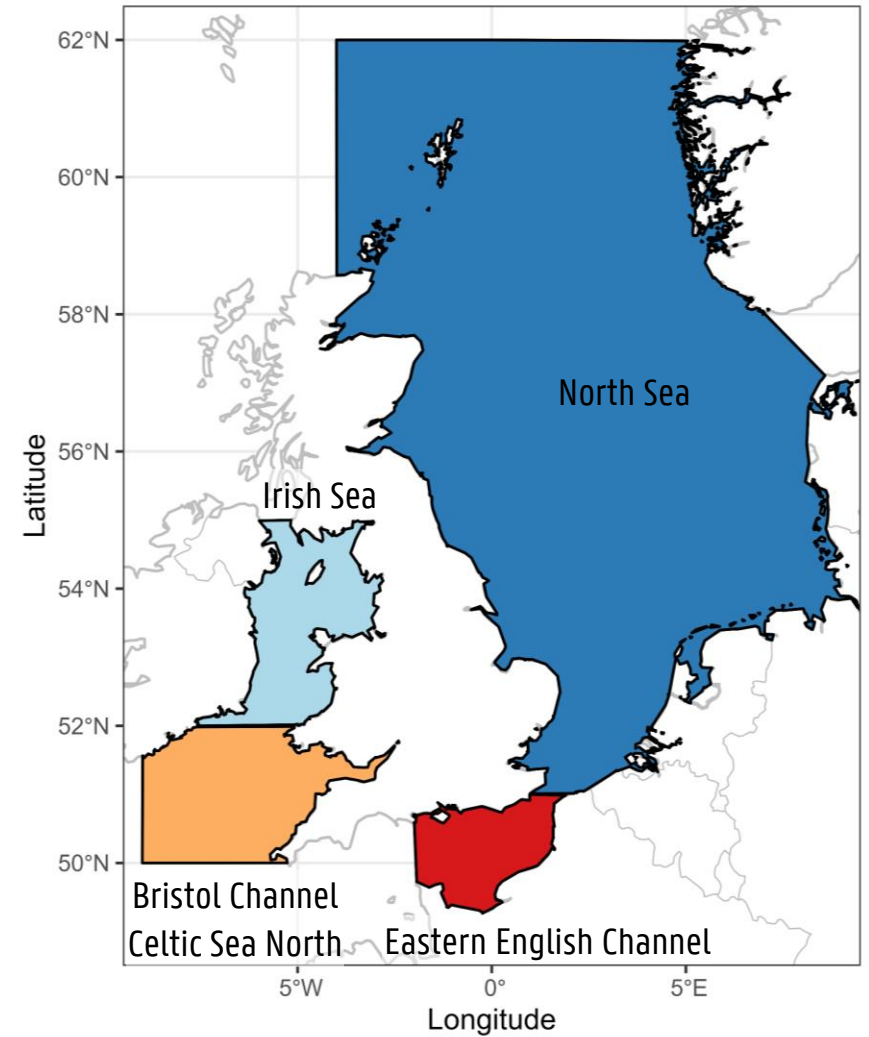 62°N
60°N
58°N
North Sea
56°N
Irish Sea
54°N
52°N
50°N
Bristol Channel
Celtic Sea North
Eastern English Channel
5°W
0°
5°E
Longitude
Latitude